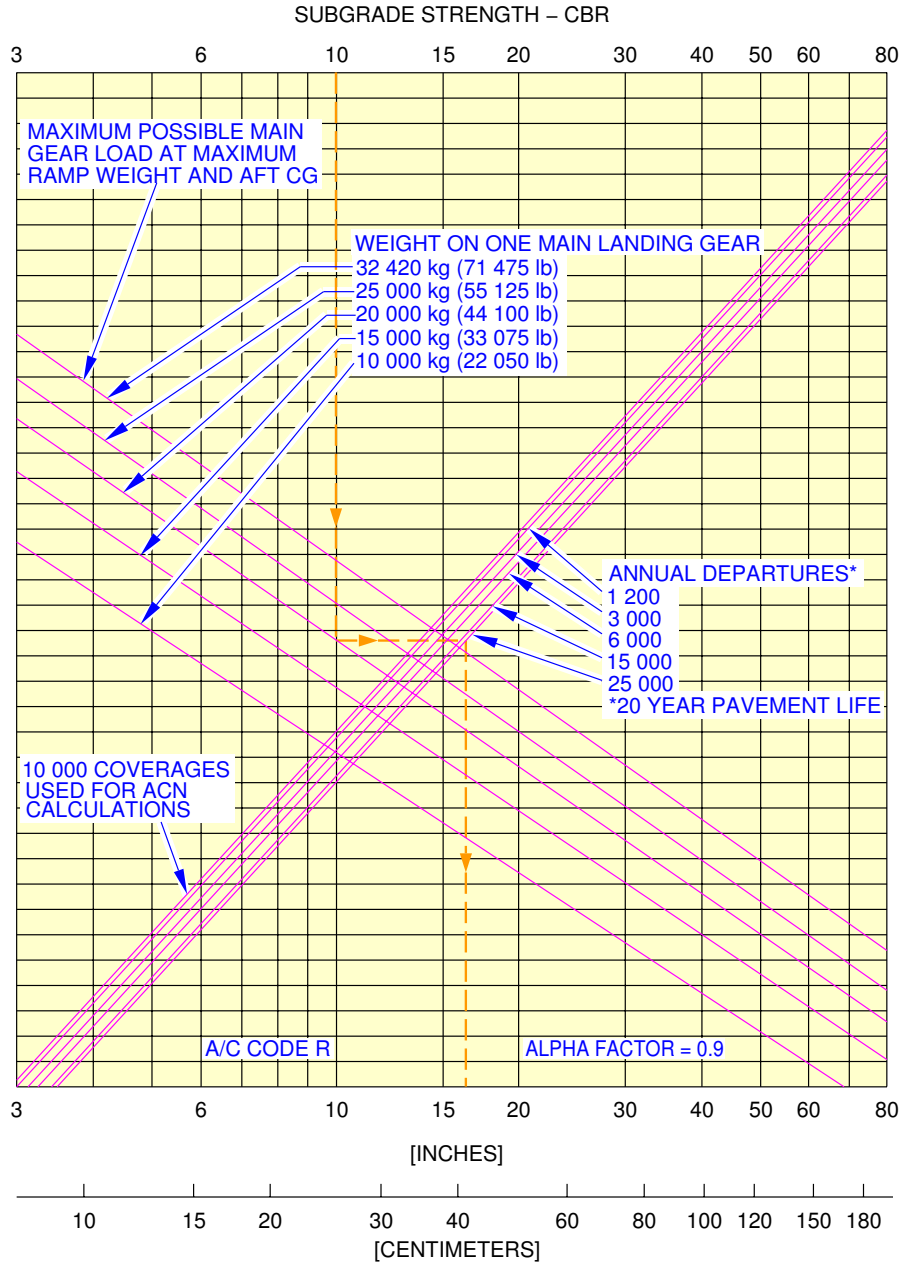 SUBGRADE STRENGTH – CBR
3 6 10 15 20 30 40 50 60 80
MAXIMUM POSSIBLE MAIN
GEAR LOAD AT MAXIMUM
RAMP WEIGHT AND AFT CG
WEIGHT ON ONE MAIN LANDING GEAR
32 420 kg (71 475 lb)
25 000 kg (55 125 lb)
20 000 kg (44 100 lb)
15 000 kg (33 075 lb)
10 000 kg (22 050 lb)
ANNUAL DEPARTURES*
1 200
3 000
6 000
15 000
25 000
*20 YEAR PAVEMENT LIFE
10 000 COVERAGES
USED FOR ACN
CALCULATIONS
A/C CODE R
ALPHA FACTOR = 0.9
3 6 10 15 20 30 40 50 60 80
[INCHES]
10 15 20 30 40 60 80 100 120 150 180
[CENTIMETERS]